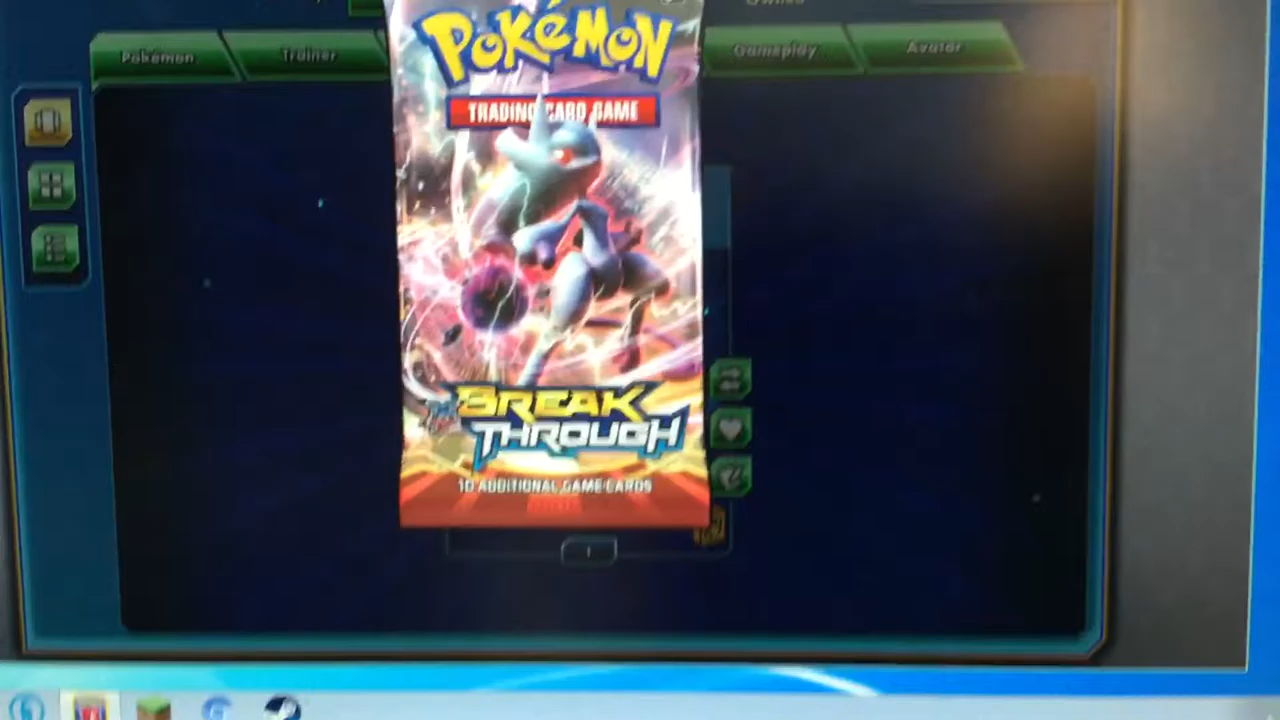 Pokémon
Trainer
Gameplay
Avatar
POKéMON
TRADING CARD GAME
BREAK
THROUGH
10 ADDITIONAL GAME CARDS